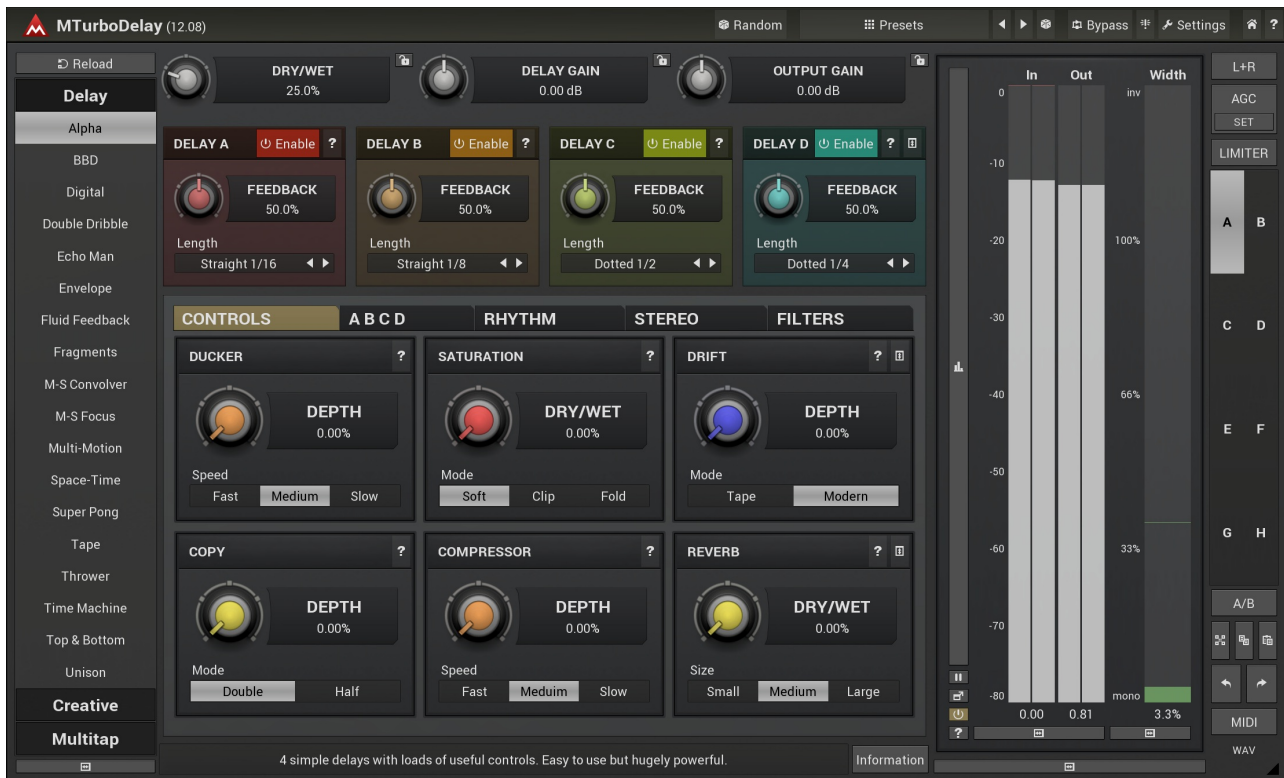 MTurboDelay (12.08)
Random
Presets
Bypass
Settings
?
Reload
Delay
Alpha
BBD
Digital
Double Dribble
Echo Man
Envelope
Fluid Feedback
Fragments
M-S Convolver
M-S Focus
Multi-Motion
Space-Time
Super Pong
Tape
Thrower
Time Machine
Top & Bottom
Unison
Creative
Multitap
DRY/WET
25.0%
DELAY GAIN
0.00 dB
OUTPUT GAIN
0.00 dB
DELAY A Enable ?
FEEDBACK
50.0%
Length
Straight 1/16
DELAY B Enable ?
FEEDBACK
50.0%
Length
Straight 1/8
DELAY C Enable ?
FEEDBACK
50.0%
Length
Dotted 1/2
DELAY D Enable ?
FEEDBACK
50.0%
Length
Dotted 1/4
CONTROLS
A B C D
RHYTHM
STEREO
FILTERS
DUCKER ?
DEPTH
0.00%
Speed
Fast Medium Slow
SATURATION ?
DRY/WET
0.00%
Mode
Soft Clip Fold
DRIFT ?
DEPTH
0.00%
Mode
Tape Modern
COPY ?
DEPTH
0.00%
Mode
Double Half
COMPRESSOR ?
DEPTH
0.00%
Speed
Fast Meduim Slow
REVERB ?
DRY/WET
0.00%
Size
Small Medium Large
4 simple delays with loads of useful controls. Easy to use but hugely powerful.
Information
In Out Width
0 inv
-10
-20 100%
-30
-40 66%
-50
-60 33%
-70
-80 mono
0.00 0.81 3.3%
?
L+R
AGC
SET
LIMITER
A B
C D
E F
G H
A/B
MIDI
WAV